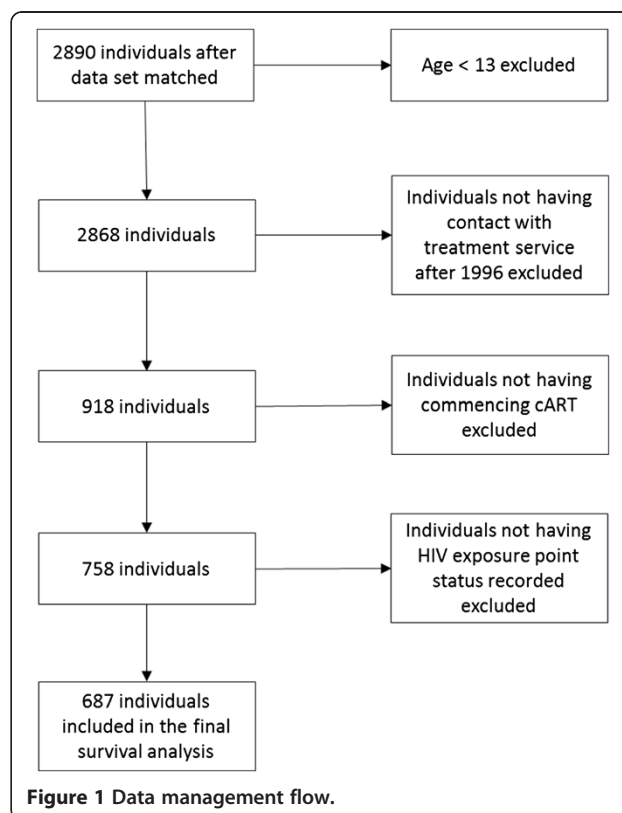 2890 individuals after
data set matched
Age < 13 excluded
2868 individuals
Individuals not having
contact with
treatment service
after 1996 excluded
918 individuals
Individuals not having
commencing cART
excluded
758 individuals
Individuals not having
HIV exposure point
status recorded
excluded
687 individuals
included in the final
survival analysis
Figure 1 Data management flow.